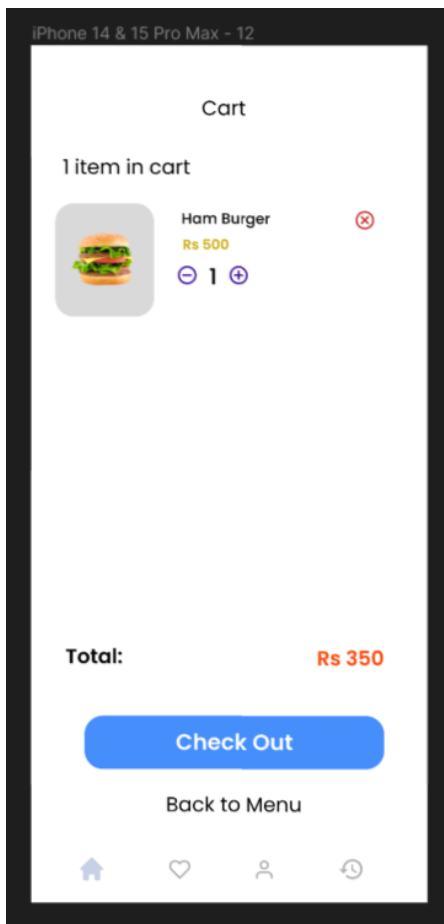 iPhone 14 & 15 Pro Max - 12
Cart
1 item in cart
Ham Burger
Rs 500
1
Total:
Rs 350
Check Out
Back to Menu